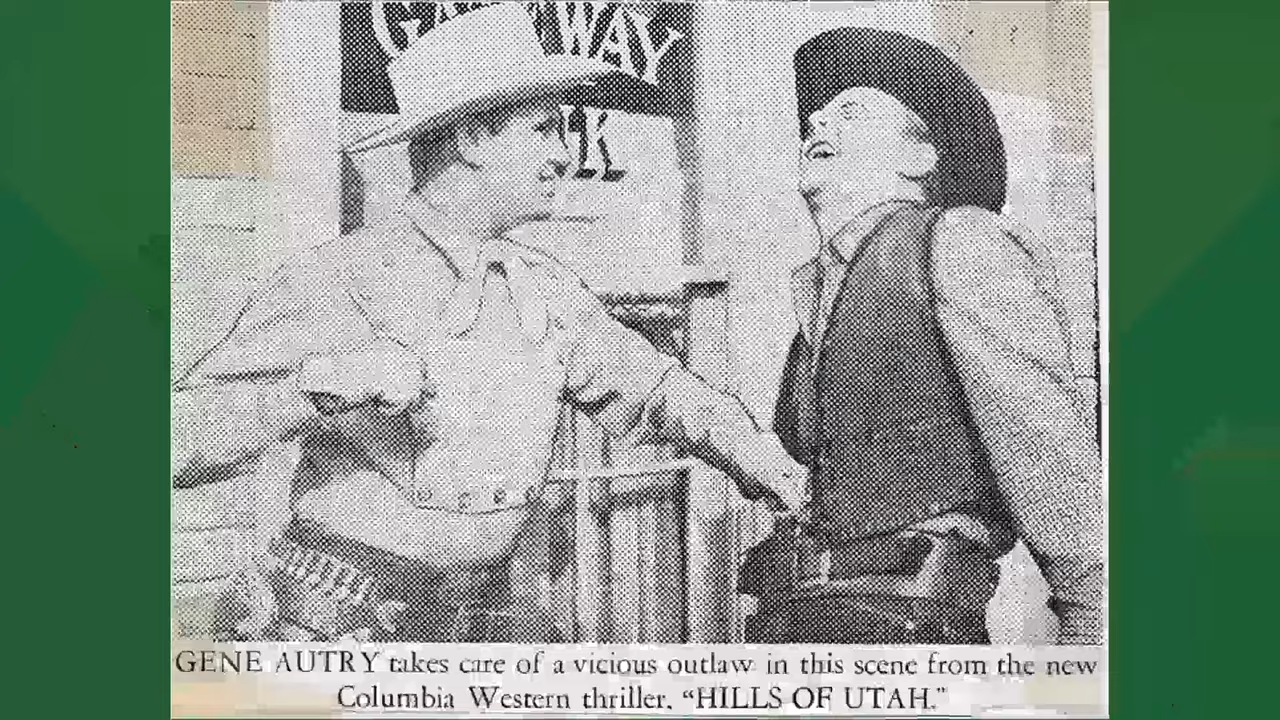 GENE AUTRY takes care of a vicious outlaw in this scene from the new
Columbia Western thriller, “HILLS OF UTAH.”